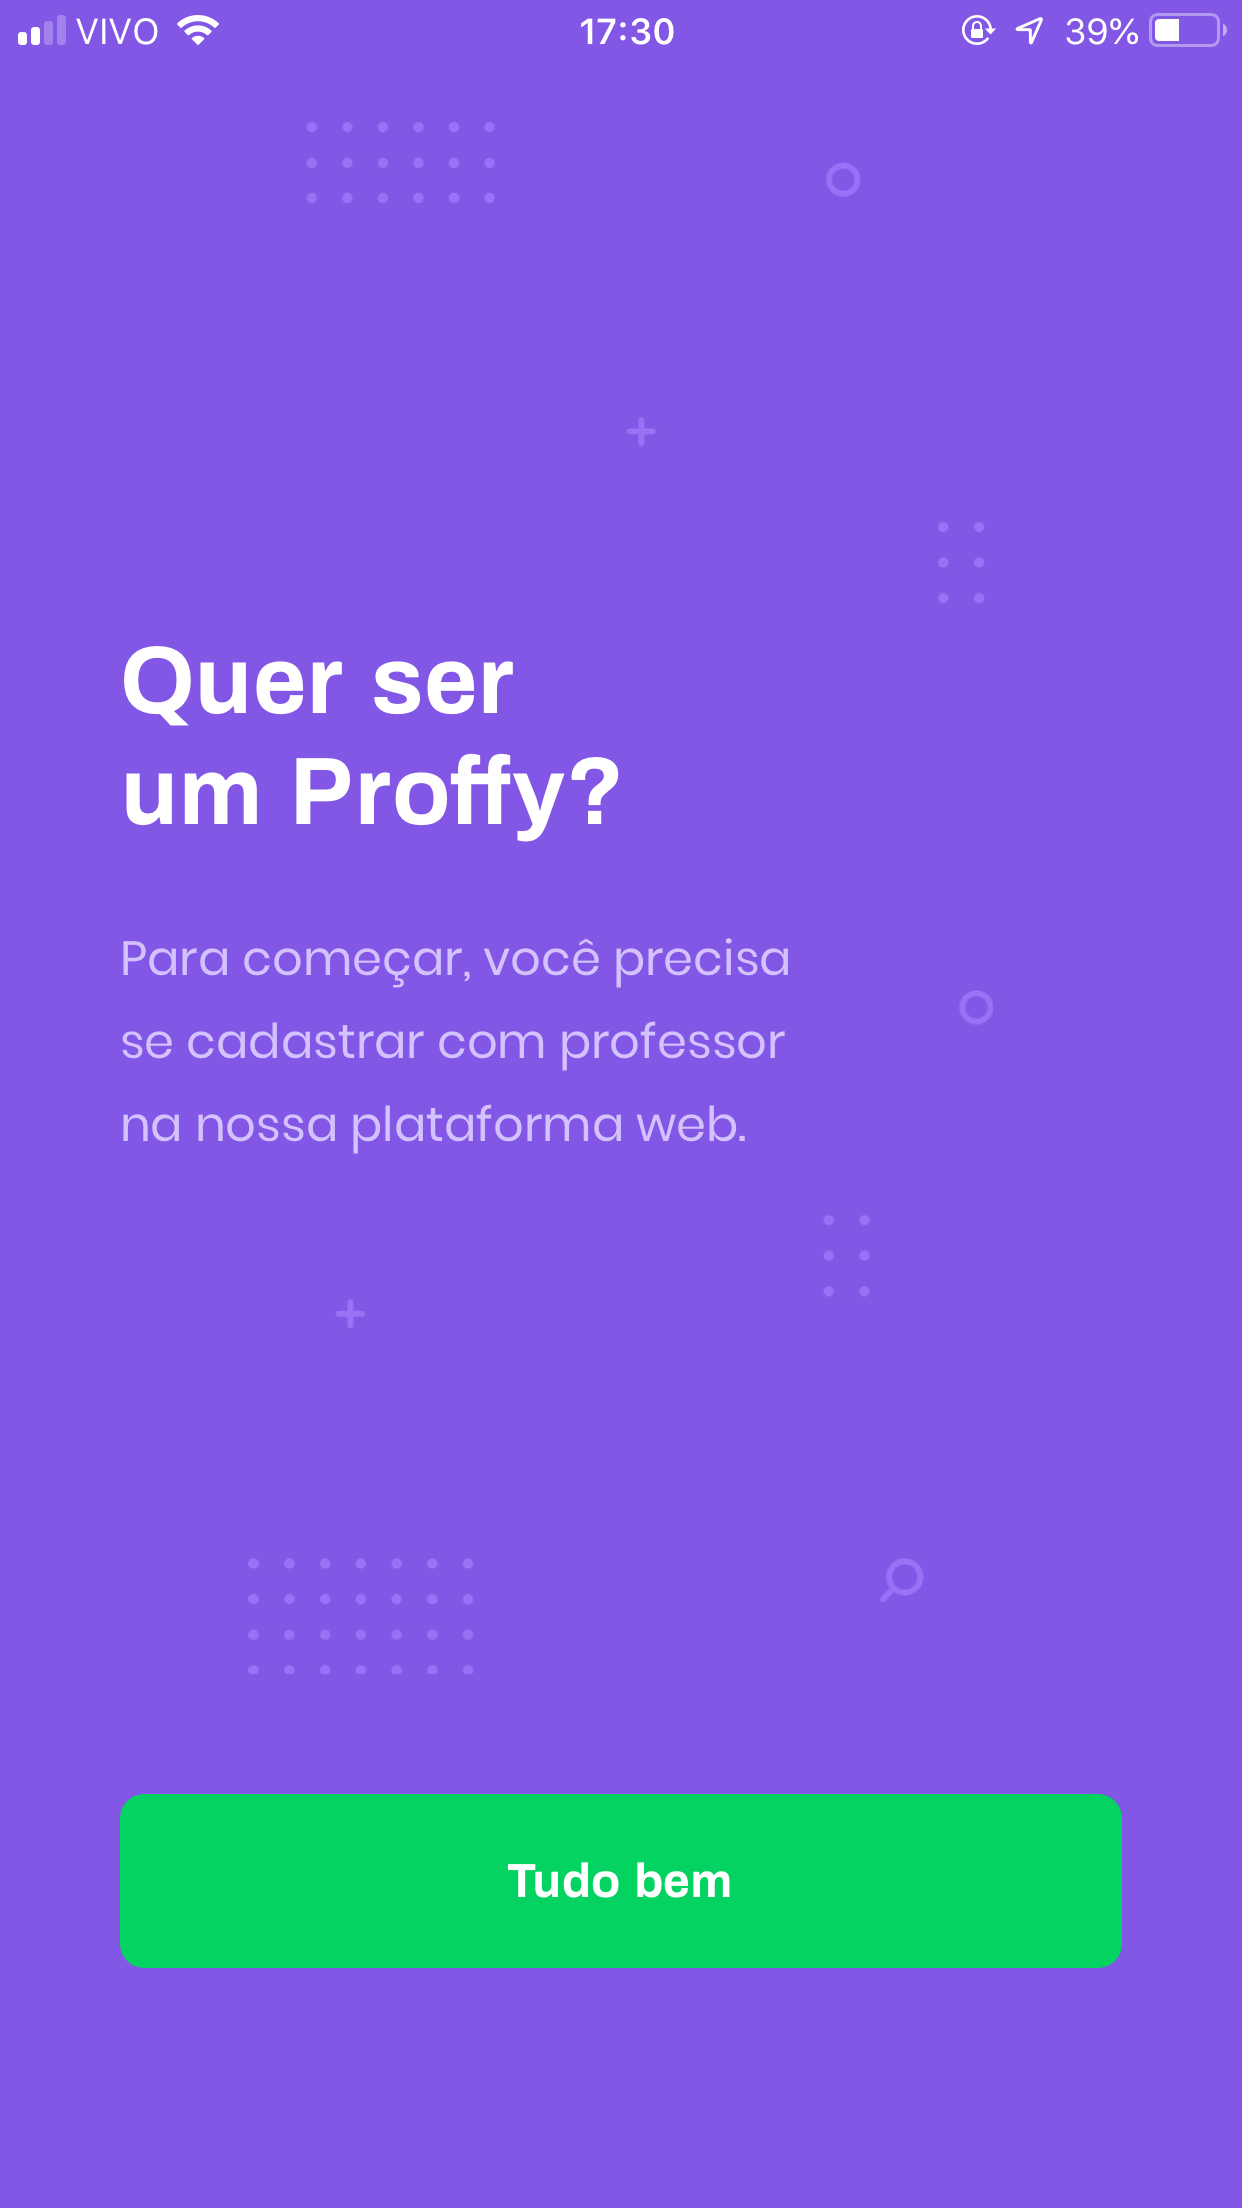 VIVO 17:30 39%
Quer ser
um Proffy?
Para começar, você precisa
se cadastrar com professor
na nossa plataforma web.
Tudo bem